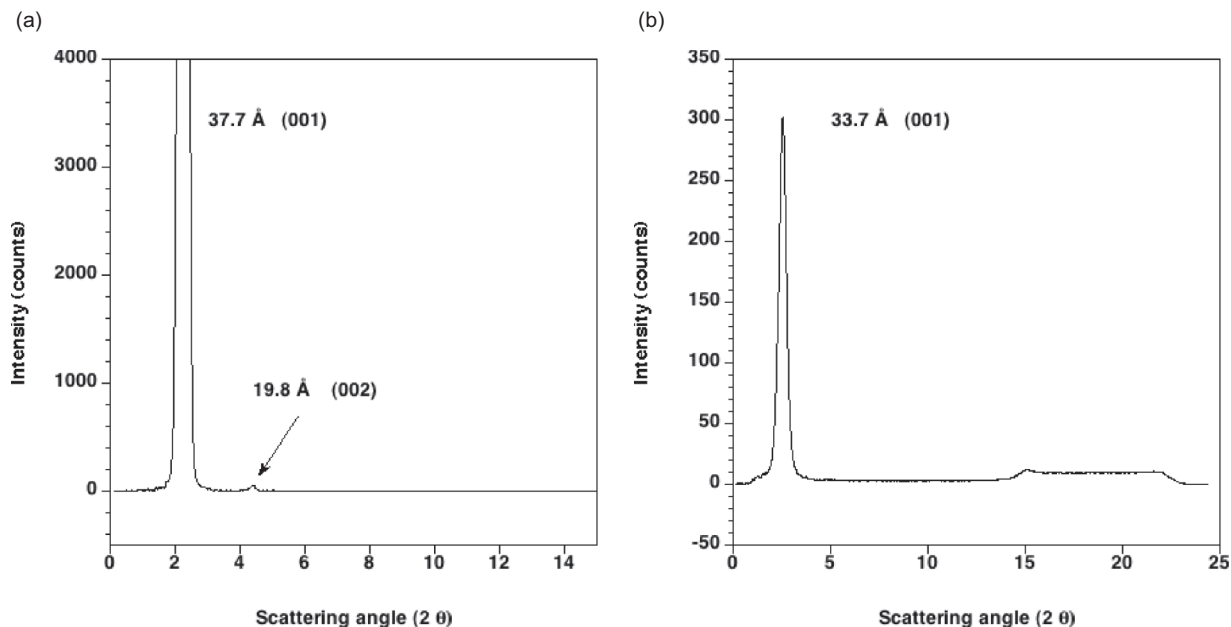 (a)
4000
3000
2000
1000
0
37.7 Å (001)
19.8 Å (002)
0 2 4 6 8 10 12 14
Intensity (counts)
Scattering angle (2 θ)
(b)
350
300
250
200
150
100
50
0
-50
33.7 Å (001)
0 5 10 15 20 25
Intensity (counts)
Scattering angle (2 θ)